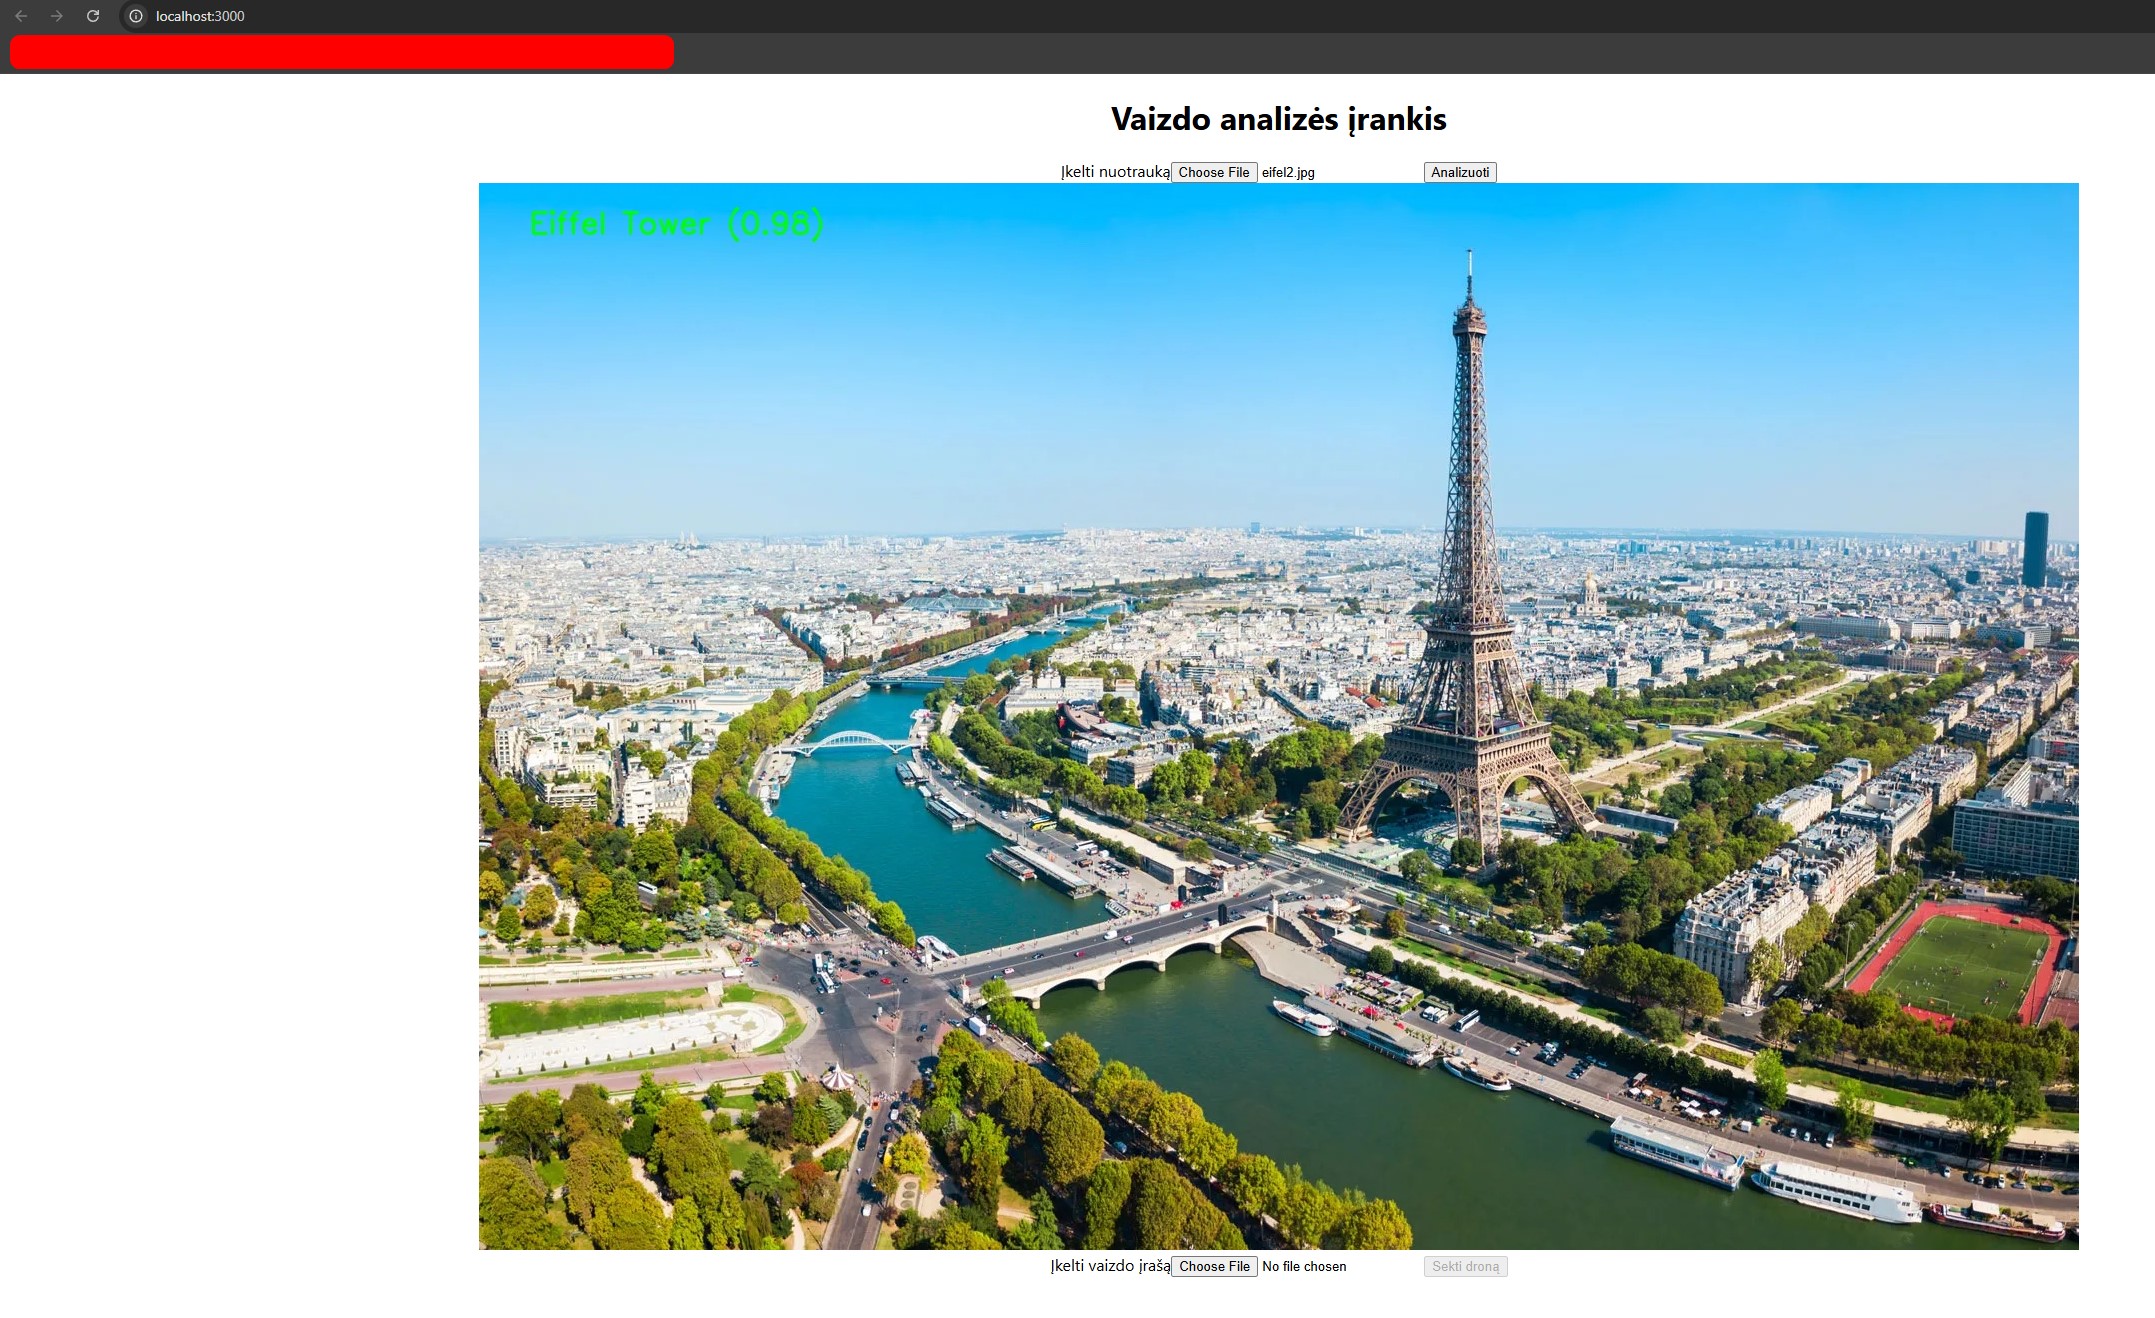 localhost:3000
Vaizdo analizės įrankis
Įkelti nuotrauką Choose File eifel2.jpg Analizuoti
Eiffel Tower (0.98)
Įkelti vaizdo įrašą Choose File No file chosen Sekti droną